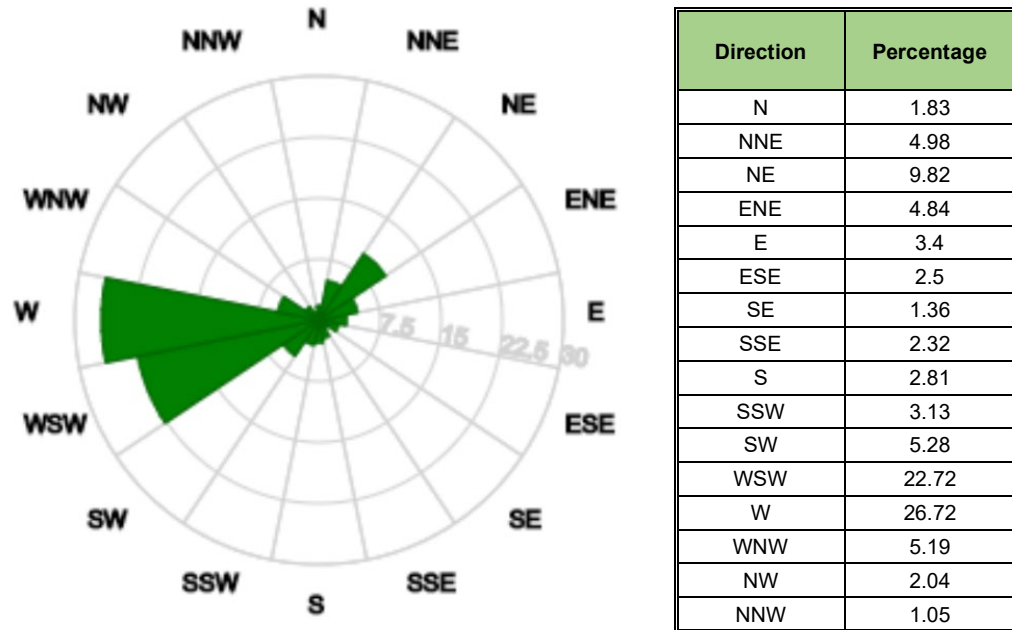 N
NNW NNE
NW NE
WNW ENE
W E
7.5 15 22.5 30
WSW ESE
SW SE
SSW SSE
S
Direction Percentage
N 1.83
NNE 4.98
NE 9.82
ENE 4.84
E 3.4
ESE 2.5
SE 1.36
SSE 2.32
S 2.81
SSW 3.13
SW 5.28
WSW 22.72
W 26.72
WNW 5.19
NW 2.04
NNW 1.05